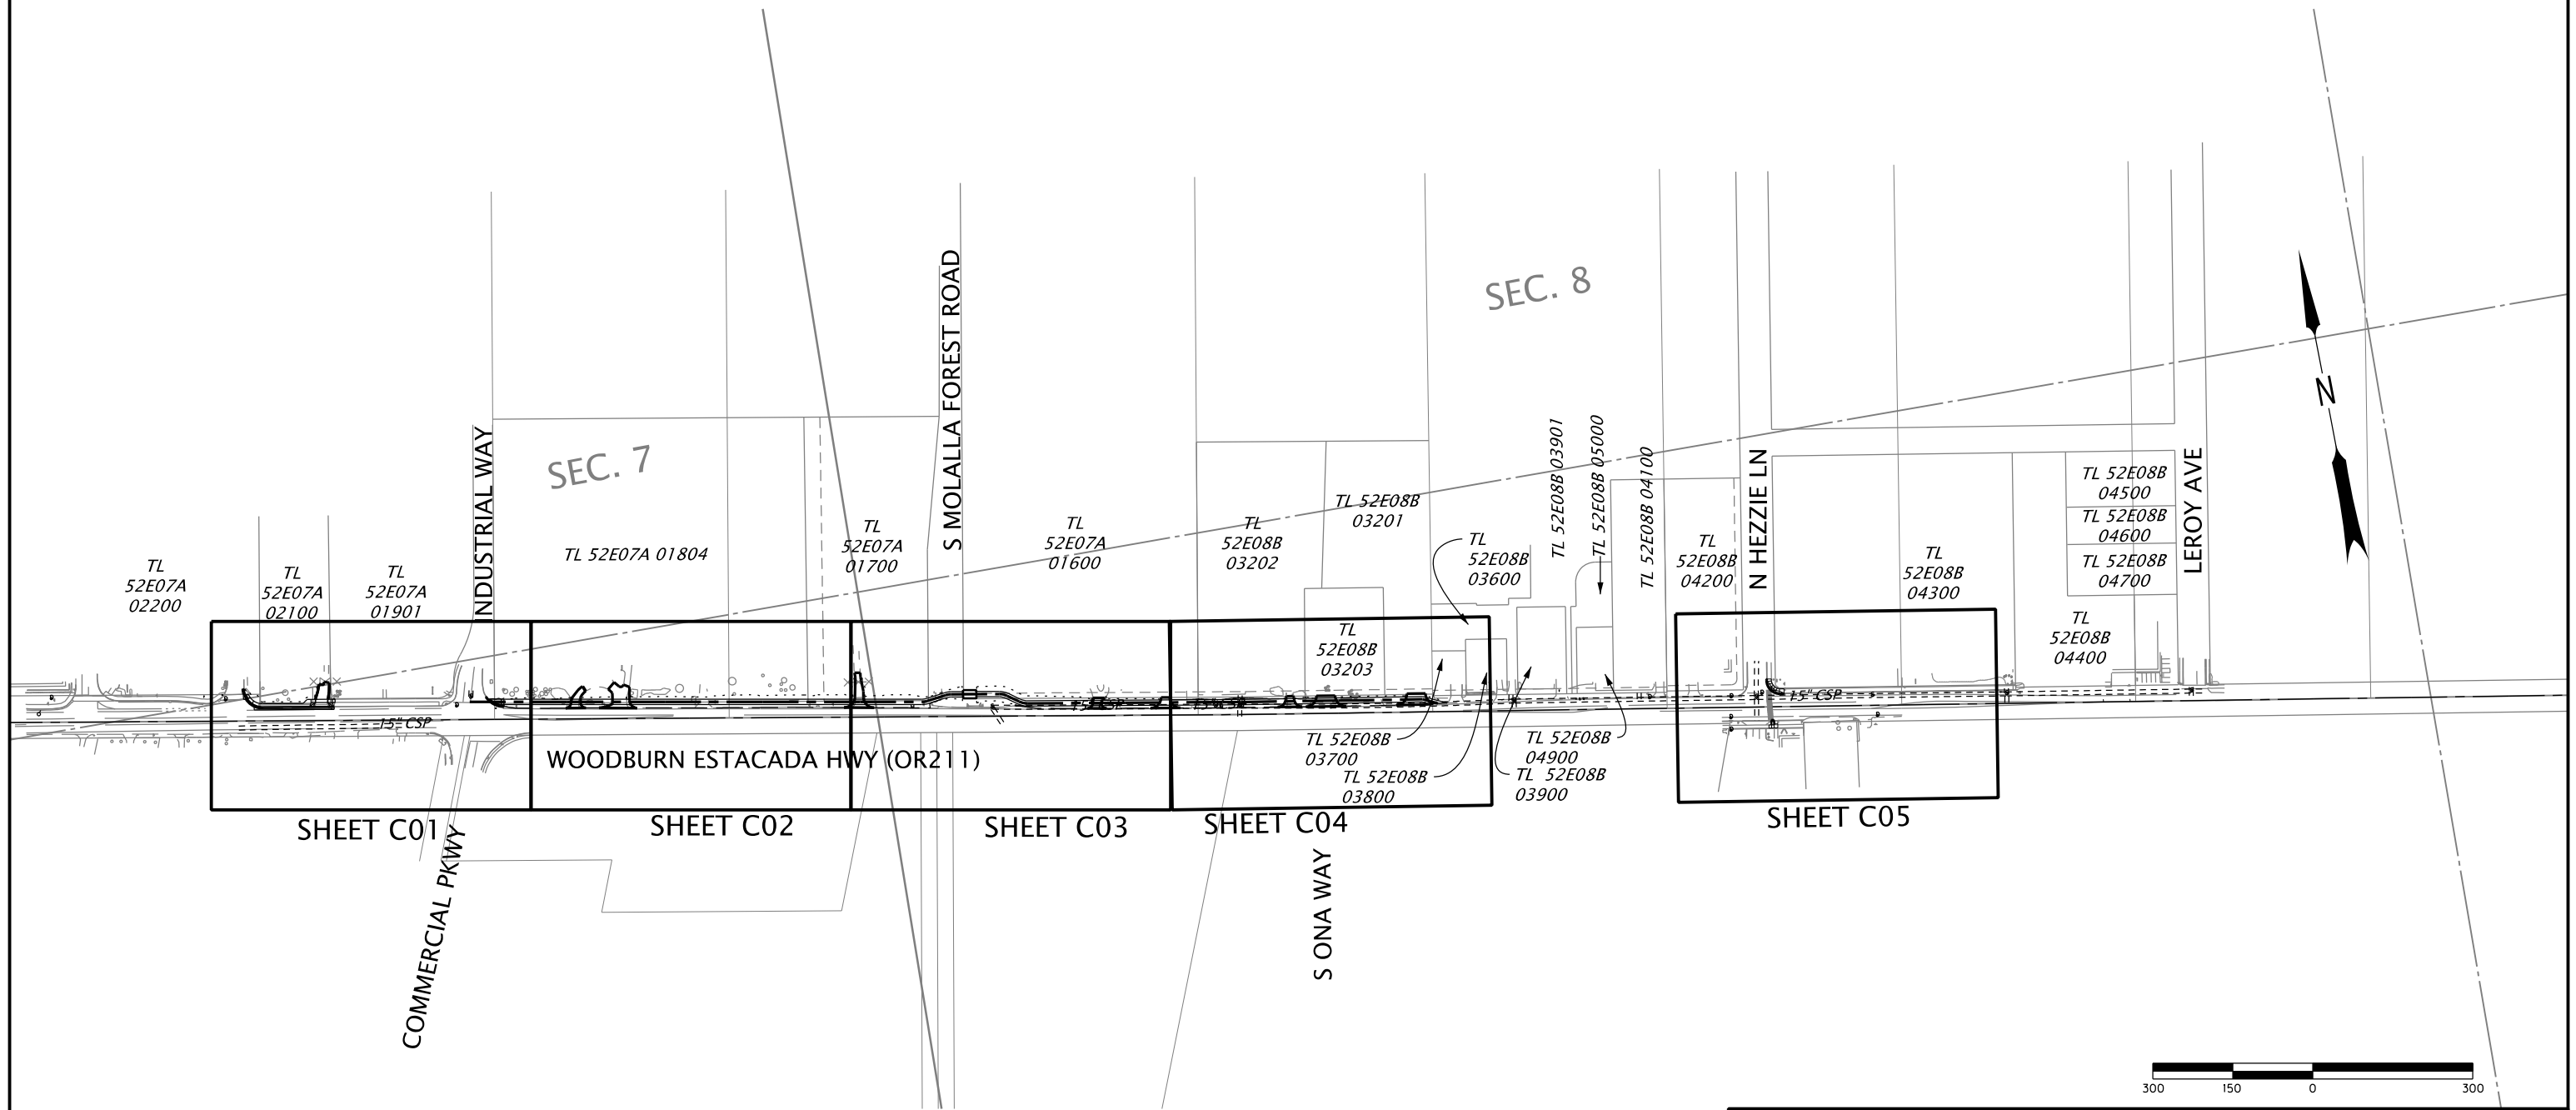 SEC. 8
SEC. 7
INDUSTRIAL WAY
S MOLALLA FOREST ROAD
N HEZZIE LN
LEROY AVE
N
TL
52E07A
02200
TL
52E07A
02100
TL
52E07A
01901
TL 52E07A 01804
TL
52E07A
01700
TL
52E07A
01600
TL
52E08B
03202
TL 52E08B
03201
TL
52E08B
03203
TL
52E08B
03600
TL 52E08B 03901
TL 52E08B 05000
TL 52E08B 04100
TL
52E08B
04200
TL
52E08B
04300
TL 52E08B
04500
TL 52E08B
04600
TL 52E08B
04700
TL
52E08B
04400
15" CSP
15" CSP
15" CSP
WOODBURN ESTACADA HWY (OR211)
TL 52E08B
03700
TL 52E08B
03800
TL 52E08B
04900
TL 52E08B
03900
SHEET C01
SHEET C02
SHEET C03
SHEET C04
SHEET C05
COMMERCIAL PKWY
S ONA WAY
300 150 0 300